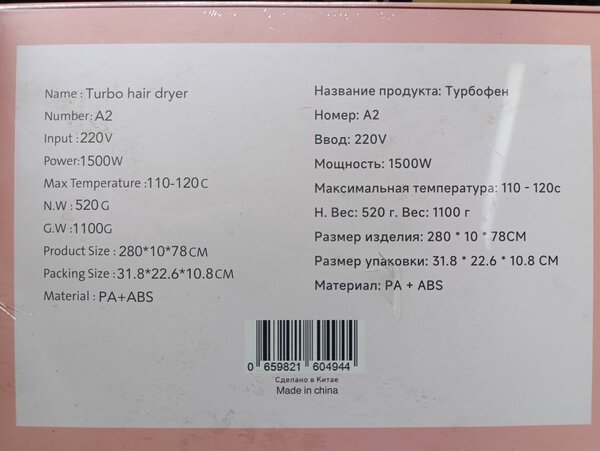 Name : Turbo hair dryer
Number: A2
Input : 220V
Power:1500W
Max Temperature :110-120C
N.W : 520G
G.W :1100G
Product Size : 280*10*78CM
Packing Size :31.8*22.6*10.8CM
Material : PA+ABS
Название продукта: Турбофен
Номер: A2
Ввод: 220V
Мощность: 1500W
Максимальная температура: 110 - 120с
Н. Вес: 520 г. Вес: 1100 г
Размер изделия: 280 * 10 * 78CM
Размер упаковки: 31.8 * 22.6 * 10.8 CM
Материал: PA + ABS
0 659821 604944
Сделано в Китае
Made in china